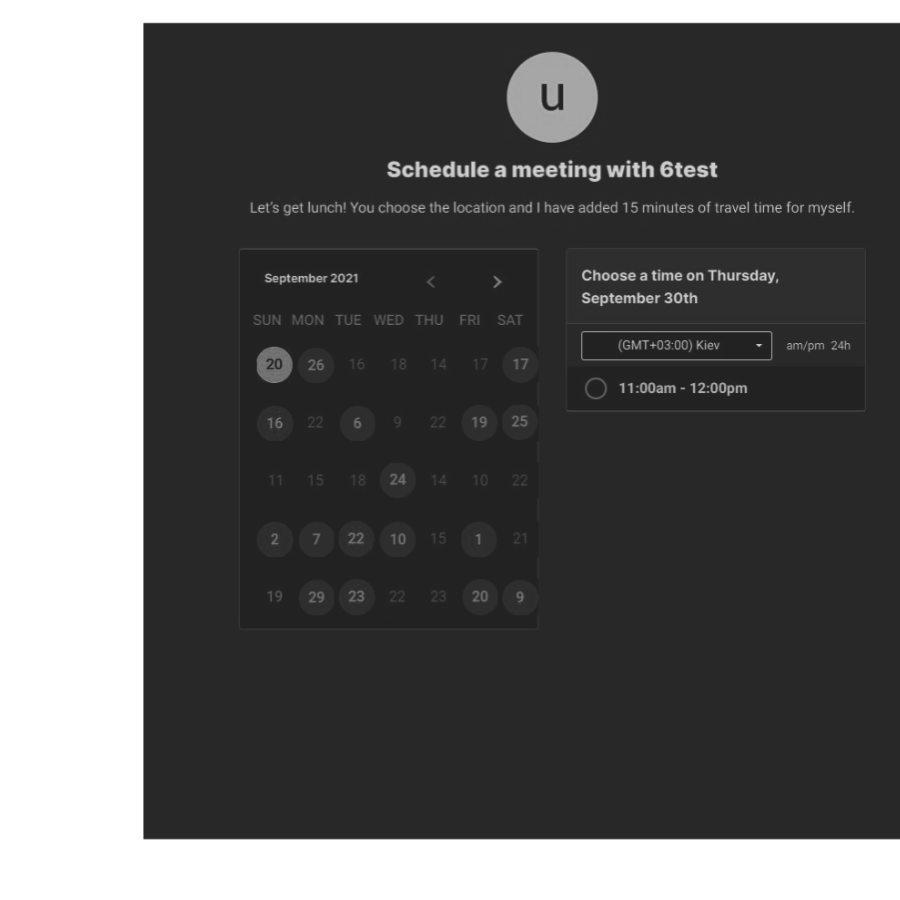 u
Schedule a meeting with 6test
Let's get lunch! You choose the location and I have added 15 minutes of travel time for myself.
September 2021
SUN MON TUE WED THU FRI SAT
20 26 16 18 14 17 17
16 22 6 9 22 19 25
11 15 18 24 14 10 22
2 7 22 10 15 1 21
19 29 23 22 23 20 9
Choose a time on Thursday,
September 30th
(GMT+03:00) Kiev am/pm 24h
11:00am - 12:00pm